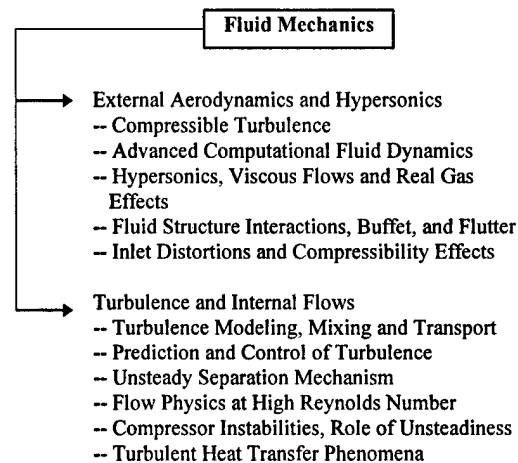 Fluid Mechanics
External Aerodynamics and Hypersonics
-- Compressible Turbulence
-- Advanced Computational Fluid Dynamics
-- Hypersonics, Viscous Flows and Real Gas
Effects
-- Fluid Structure Interactions, Buffet, and Flutter
-- Inlet Distortions and Compressibility Effects
Turbulence and Internal Flows
-- Turbulence Modeling, Mixing and Transport
-- Prediction and Control of Turbulence
-- Unsteady Separation Mechanism
-- Flow Physics at High Reynolds Number
-- Compressor Instabilities, Role of Unsteadiness
-- Turbulent Heat Transfer Phenomena